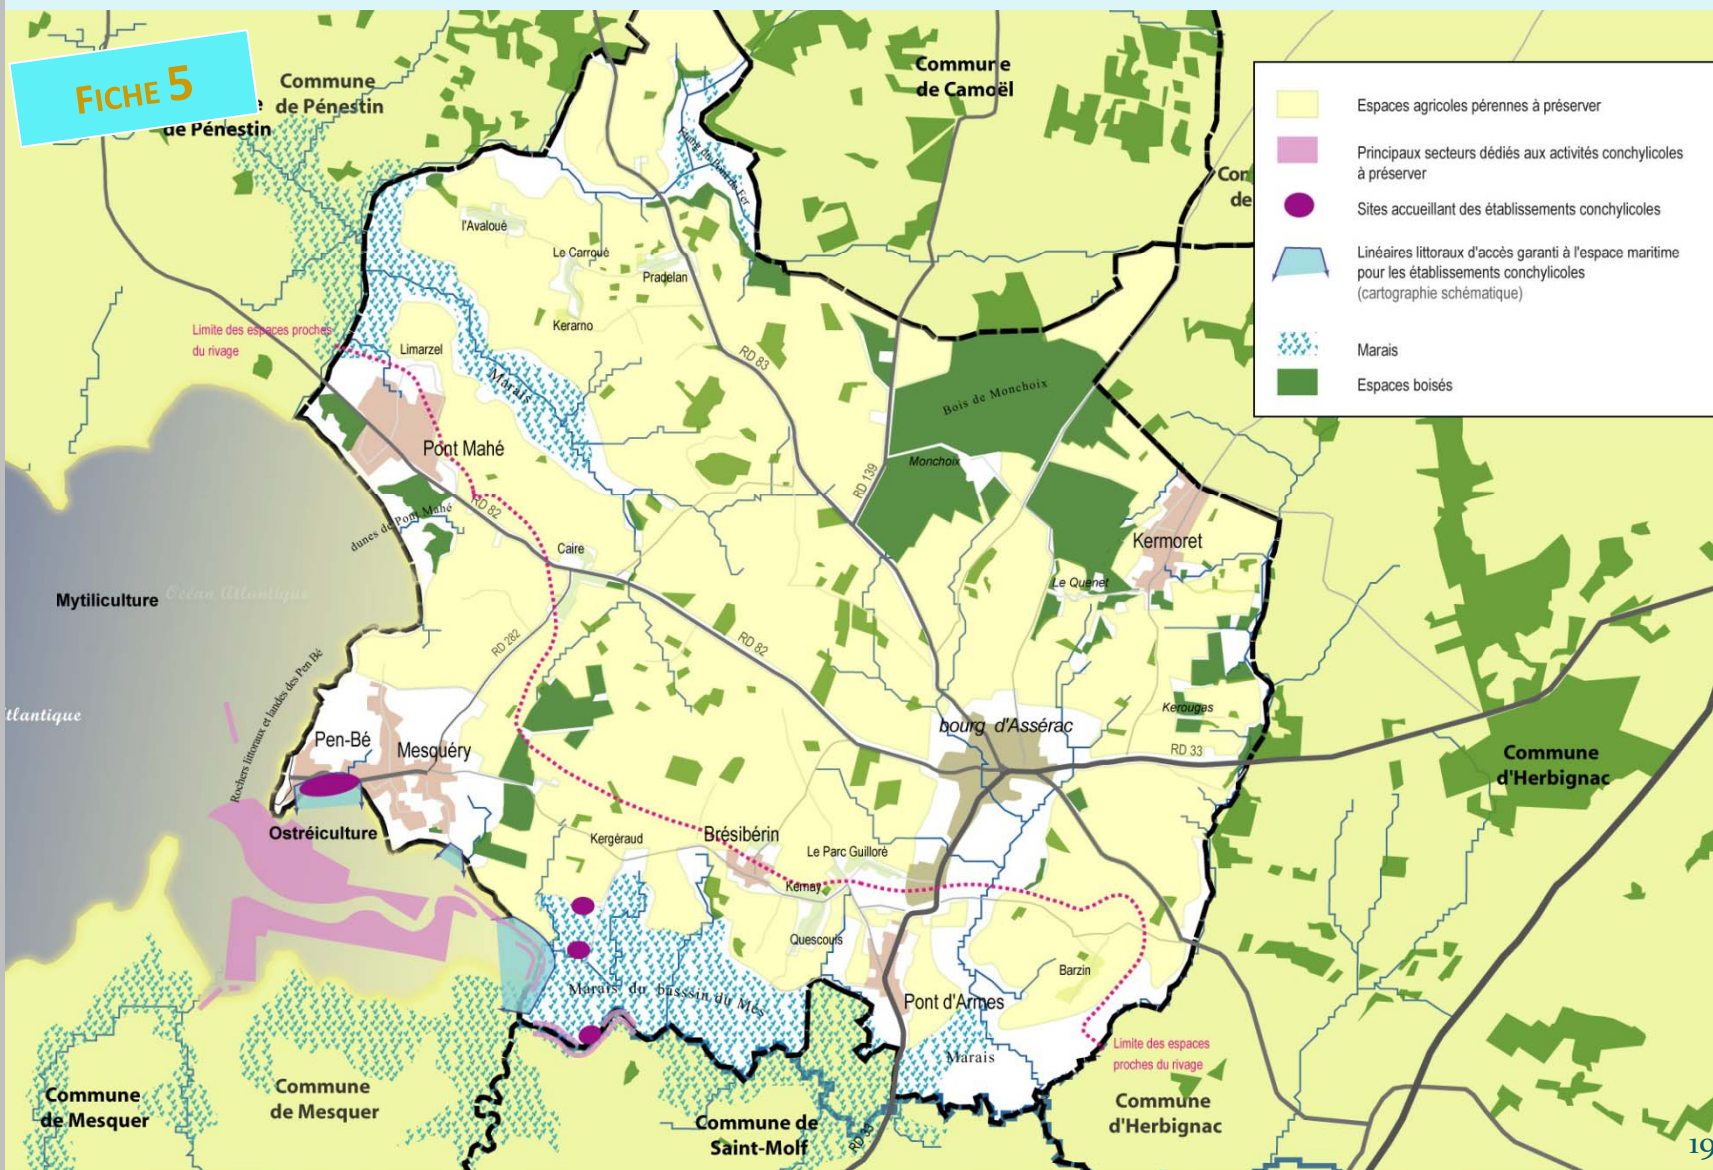 FICHE 5
Commune
de Pénestin
de Pénestin
Commune
de Camoël
Espaces agricoles pérennes à préserver
Principaux secteurs dédiés aux activités conchylicoles
à préserver
Sites accueillant des établissements conchylicoles
Linéaires littoraux d'accès garanti à l'espace maritime
pour les établissements conchylicoles
(cartographie schématique)
Marais
Espaces boisés
l'Avaloué
Le Carroué
Pradelan
Kerarno
Limite des espaces proches
du rivage
Limarzel
Marais
RD 83
Bois de Monchoix
Pont Mahé
Monchoix
RD 139
RD 82
dunes de Pont Mahé
Caire
Kermoret
Le Quenet
Mytiliculture
Océan Atlantique
RD 282
RD 82
Rochers littoraux et landes des Pen Bé
tlantique
Kerougas
bourg d'Assérac
Pen-Bé
Mesquéry
RD 33
Commune
d'Herbignac
Ostréiculture
Kergéraud
Brésibérin
Le Parc Guilloré
Kernay
Quescouis
Barzin
Marais du busssin du Mès
Pont d'Armes
Marais
Limite des espaces
proches du rivage
Commune
de Mesquer
Commune
de Mesquer
Commune de
Saint-Molf
RD 33
Commune
d'Herbignac
19